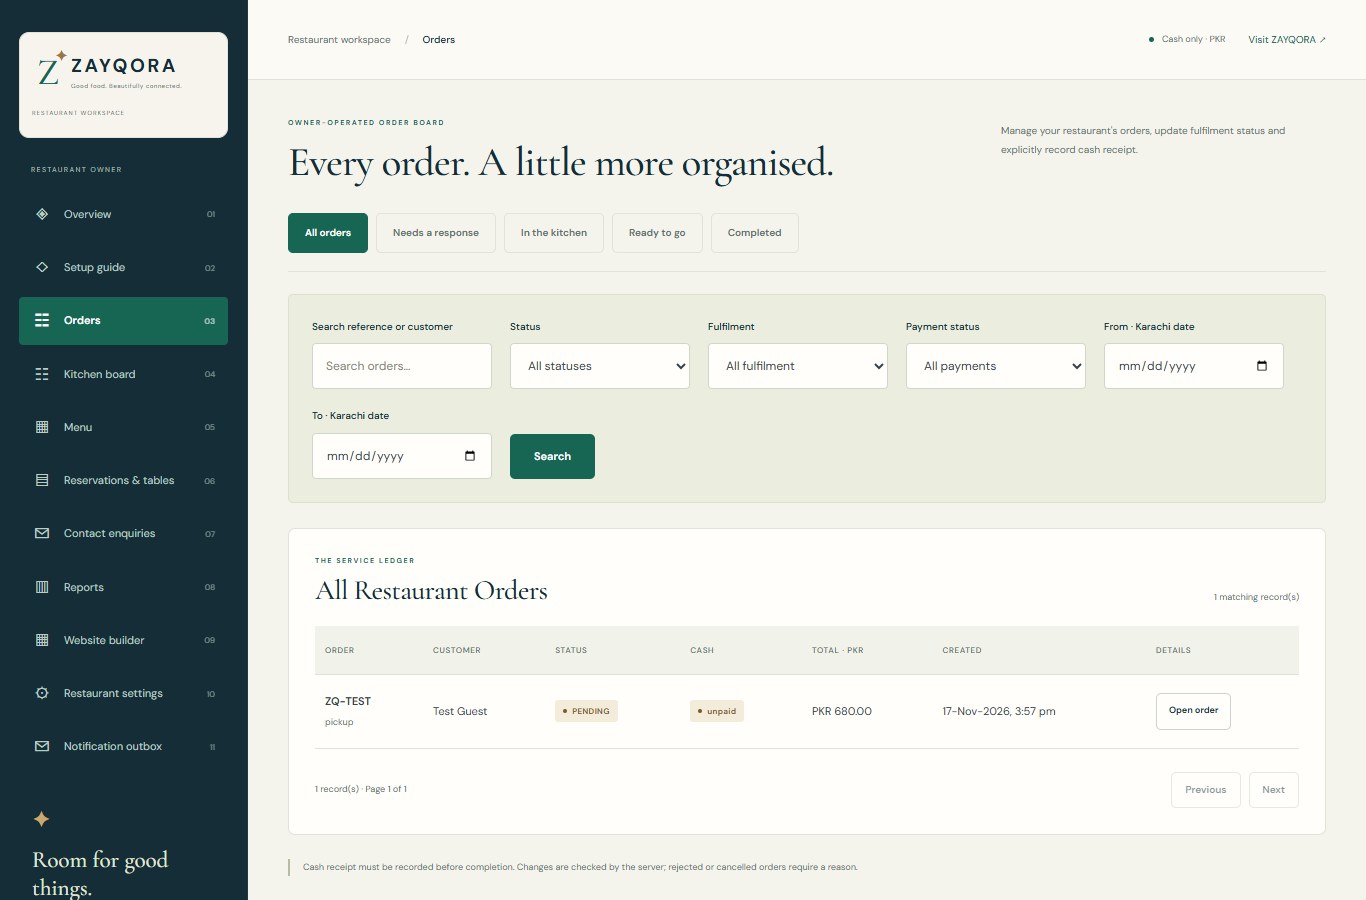 Z ZAYQORA
Good food. Beautifully connected.
RESTAURANT WORKSPACE
RESTAURANT OWNER
Overview 01
Setup guide 02
Orders 03
Kitchen board 04
Menu 05
Reservations & tables 06
Contact enquiries 07
Reports 08
Website builder 09
Restaurant settings 10
Notification outbox 11
Room for good
things.
Restaurant workspace / Orders
Cash only · PKR Visit ZAYQORA ↗
OWNER-OPERATED ORDER BOARD
Every order. A little more organised.
Manage your restaurant's orders, update fulfilment status and
explicitly record cash receipt.
All orders Needs a response In the kitchen Ready to go Completed
Search reference or customer Status Fulfilment Payment status From · Karachi date
Search orders... All statuses All fulfilment All payments mm/dd/yyyy
To · Karachi date
mm/dd/yyyy Search
THE SERVICE LEDGER
All Restaurant Orders
1 matching record(s)
ORDER CUSTOMER STATUS CASH TOTAL · PKR CREATED DETAILS
ZQ-TEST
pickup
Test Guest PENDING unpaid PKR 680.00 17-Nov-2026, 3:57 pm Open order
1 record(s) · Page 1 of 1 Previous Next
Cash receipt must be recorded before completion. Changes are checked by the server; rejected or cancelled orders require a reason.